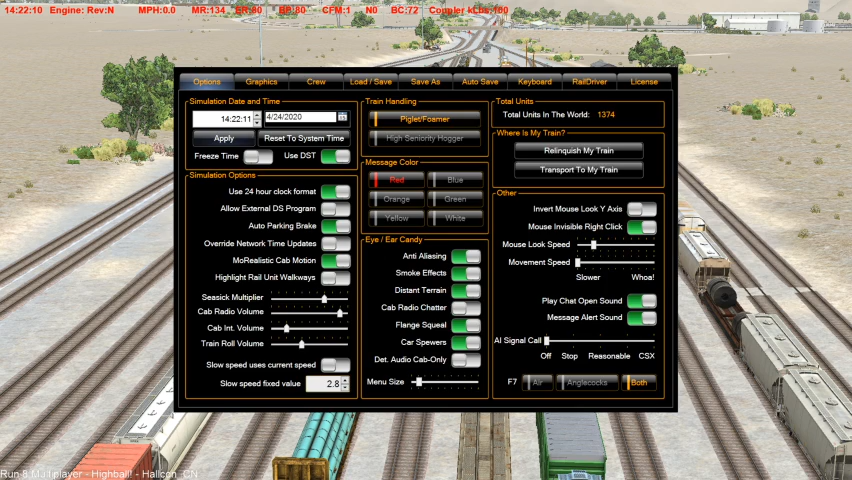 14:22:10 Engine: Rev:N MPH:0.0 MR:134 ER:80 BP:80 CFM:1 N0 BC:72 Coupler kLbs:100
Options Graphics Crew Load / Save Save As Auto Save Keyboard RailDriver License
Simulation Date and Time
14:22:11 4/24/2020
Apply Reset To System Time
Freeze Time Use DST
Simulation Options
Use 24 hour clock format
Allow External DS Program
Auto Parking Brake
Override Network Time Updates
MoRealistic Cab Motion
Highlight Rail Unit Walkways
Seasick Multiplier
Cab Radio Volume
Cab Int. Volume
Train Roll Volume
Slow speed uses current speed
Slow speed fixed value 2.8
Train Handling
Piglet/Foamer
High Seniority Hogger
Message Color
Red Blue
Orange Green
Yellow White
Eye / Ear Candy
Anti Aliasing
Smoke Effects
Distant Terrain
Cab Radio Chatter
Flange Squeal
Car Spewers
Det. Audio Cab-Only
Menu Size
Total Units
Total Units In The World: 1374
Where Is My Train?
Relinquish My Train
Transport To My Train
Other
Invert Mouse Look Y Axis
Mouse Invisible Right Click
Mouse Look Speed
Movement Speed
Slower Whoa!
Play Chat Open Sound
Message Alert Sound
AI Signal Call
Off Stop Reasonable CSX
F7 Air Anglecocks Both
Run 8 Multiplayer - Highball! - Hallcon_CN